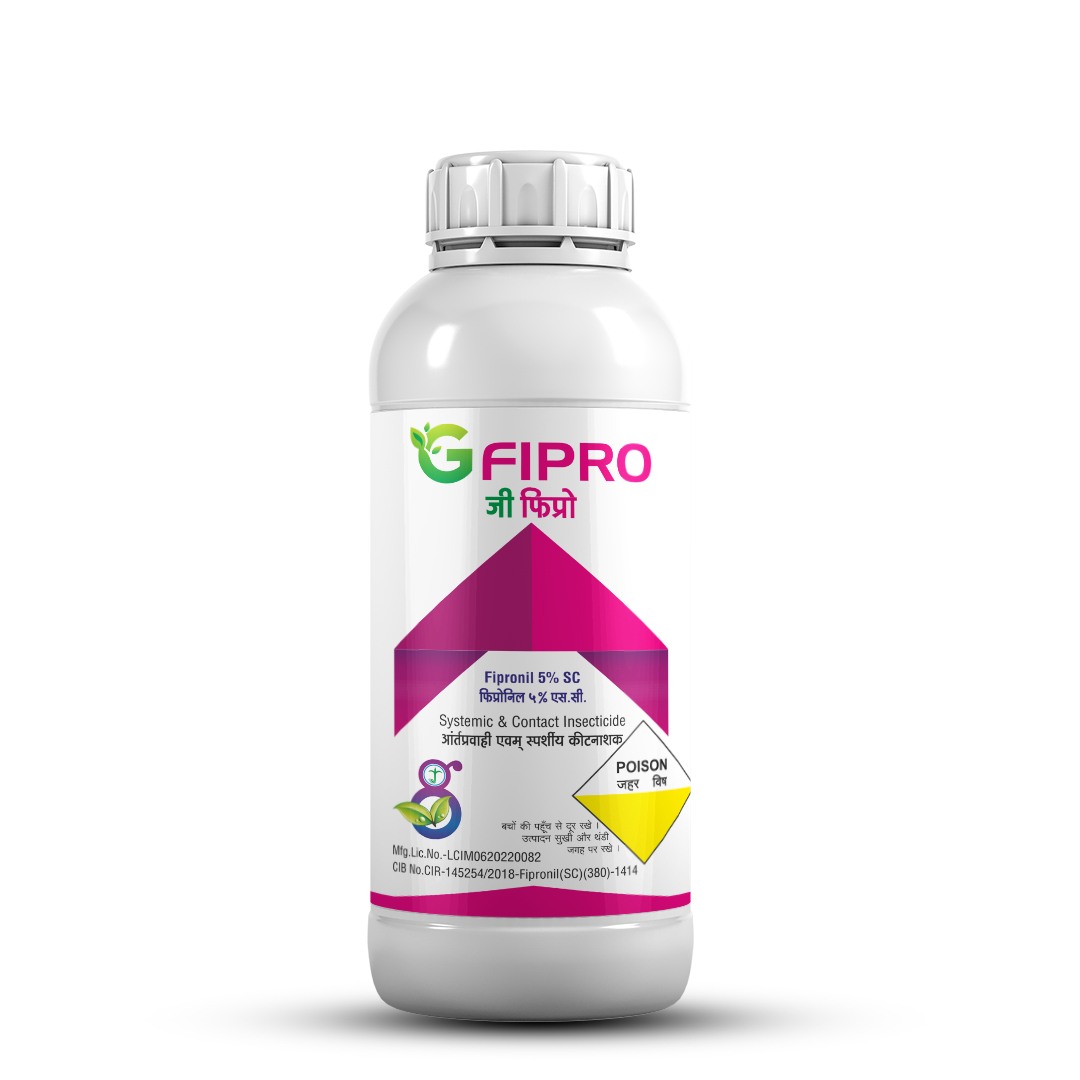 G FIPRO
जी फिप्रो
Fipronil 5% SC
फिप्रोनिल ५% एस.सी.
Systemic & Contact Insecticide
आंर्तप्रवाही एवम् स्पर्शीय कीटनाशक
POISON
जहर विष
बचों की पहुँच से दूर रखे ।
उत्पादन सुखी और थंडी
जगह पर रखे ।
Mfg.Lic.No.-LCIM0620220082
CIB No.CIR-145254/2018-Fipronil(SC)(380)-1414